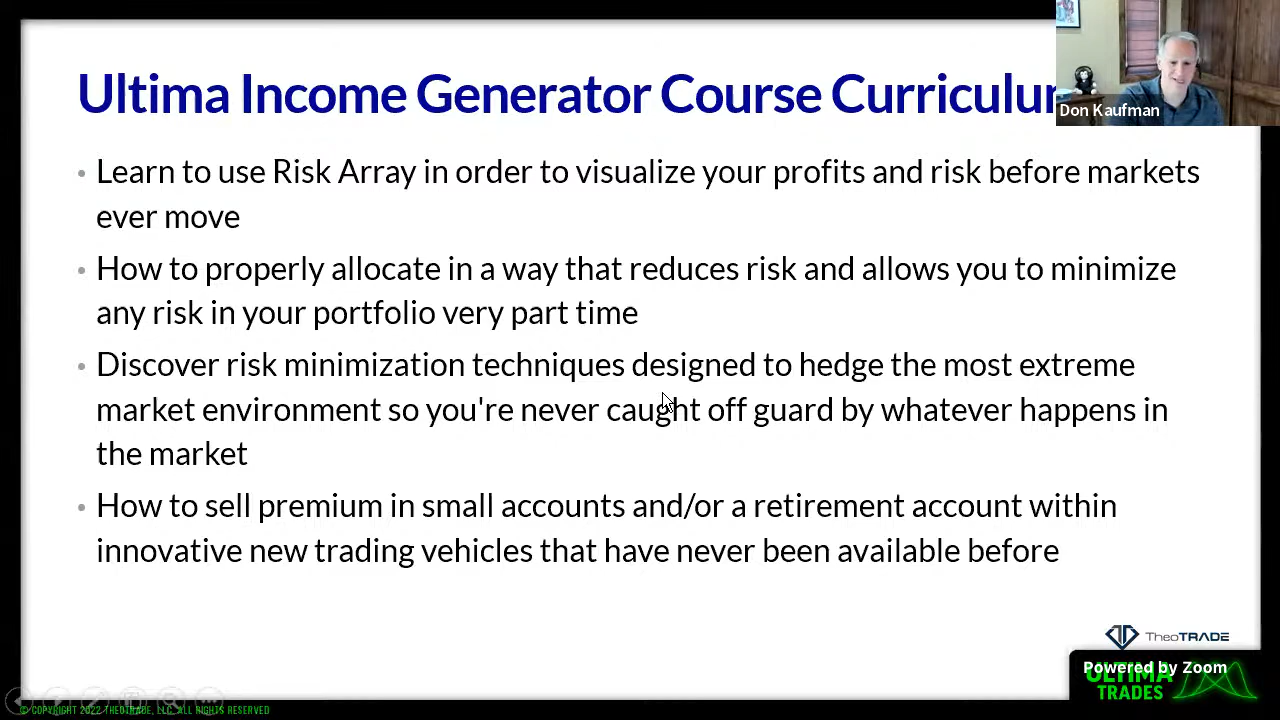 Ultima Income Generator Course Curriculu
Don Kaufman
• Learn to use Risk Array in order to visualize your profits and risk before markets
ever move
• How to properly allocate in a way that reduces risk and allows you to minimize
any risk in your portfolio very part time
• Discover risk minimization techniques designed to hedge the most extreme
market environment so you're never caught off guard by whatever happens in
the market
• How to sell premium in small accounts and/or a retirement account within
innovative new trading vehicles that have never been available before
TheoTRADE
Powered by Zoom
ULTIMA
TRADES
© COPYRIGHT 2022 THEOTRADE, LLC. ALL RIGHTS RESERVED